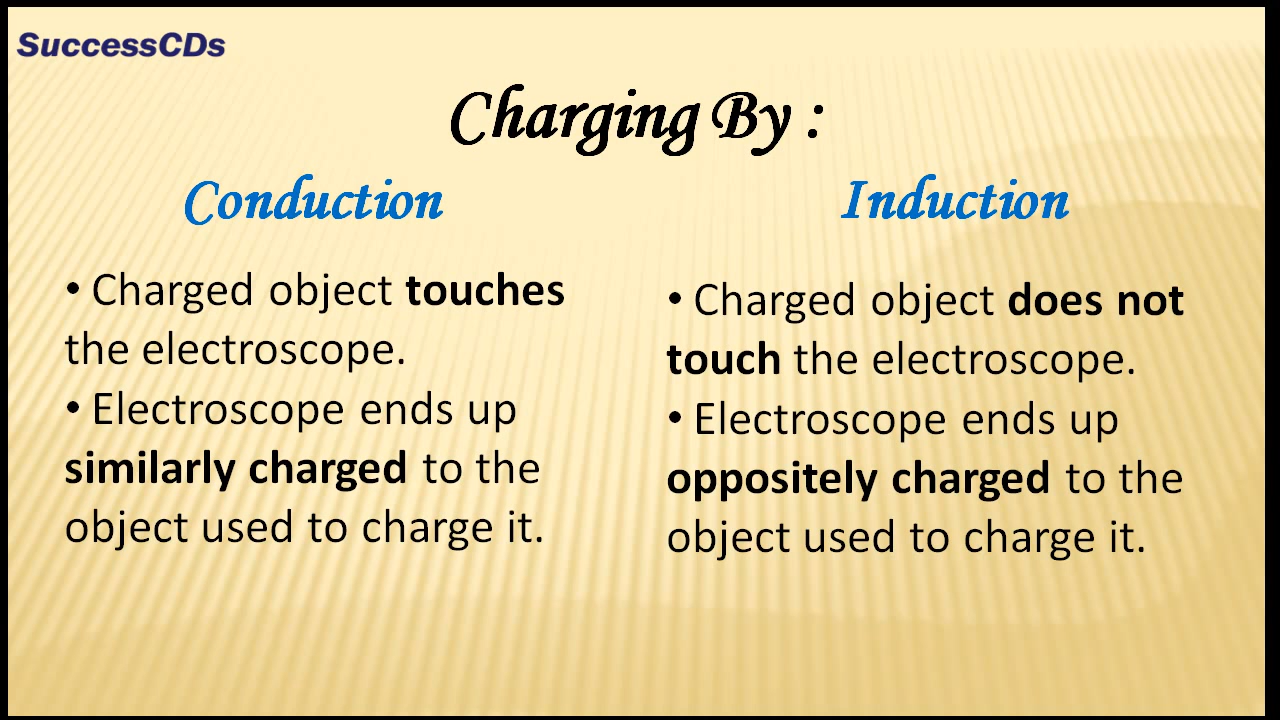 SuccessCDs
Charging By :
Conduction
• Charged object touches
the electroscope.
• Electroscope ends up
similarly charged to the
object used to charge it.
Induction
• Charged object does not
touch the electroscope.
• Electroscope ends up
oppositely charged to the
object used to charge it.